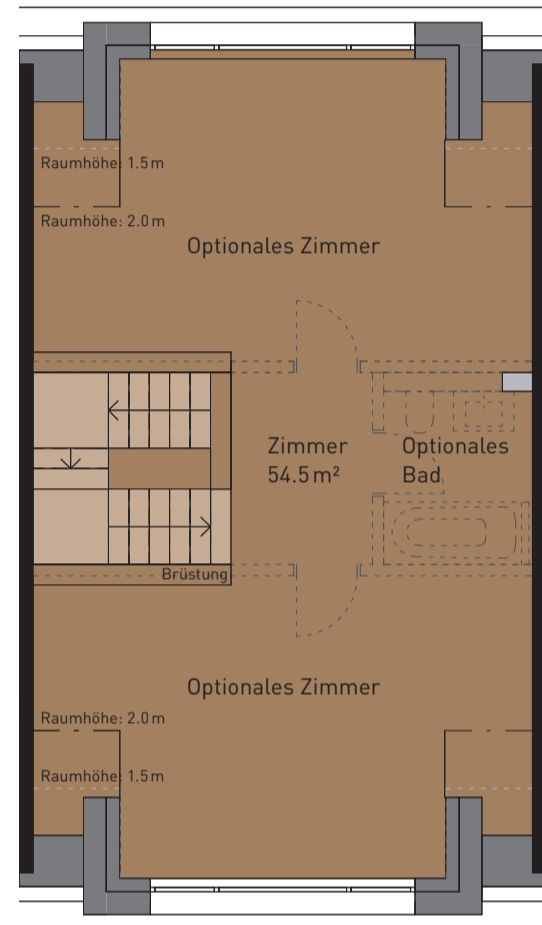 Raumhöhe: 1.5 m
Raumhöhe: 2.0 m
Optionales Zimmer
Zimmer
54.5 m²
Optionales
Bad
Brüstung
Optionales Zimmer
Raumhöhe: 2.0 m
Raumhöhe: 1.5 m